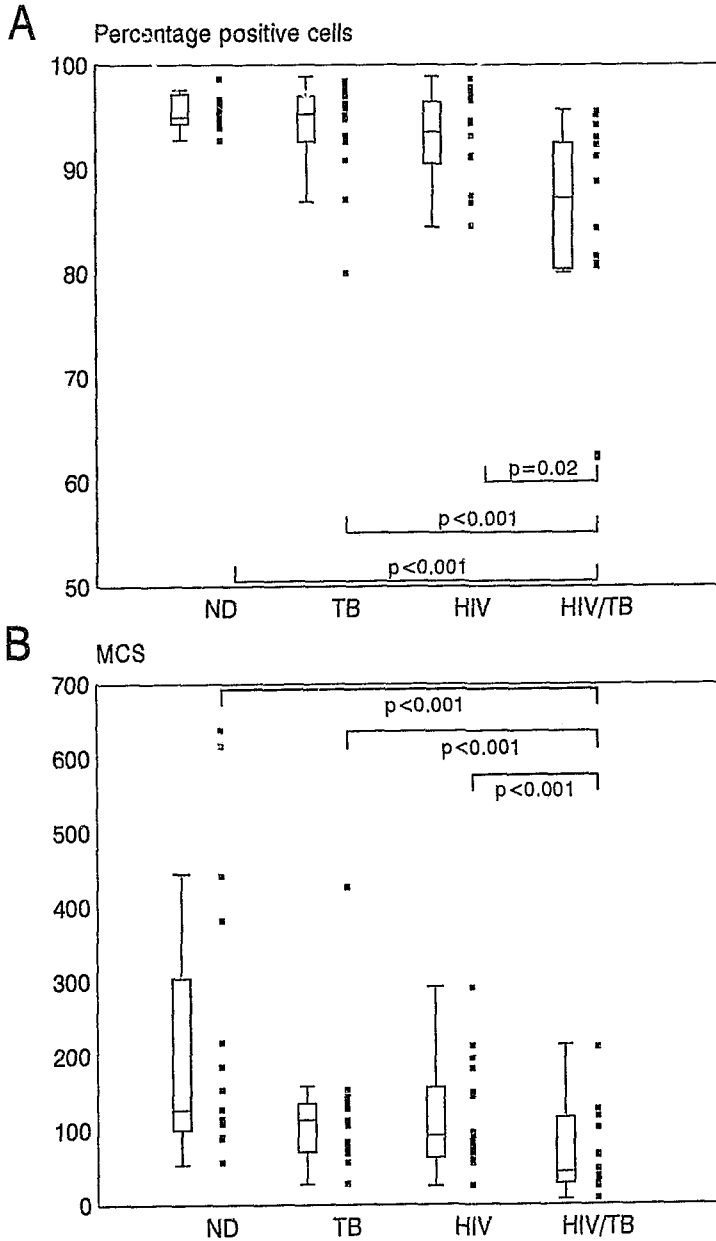 A
Percentage positive cells
100
90
80
70
60
50
p=0.02
p<0.001
p<0.001
ND TB HIV HIV/TB
B
MCS
700
600
500
400
300
200
100
0
p<0.001
p<0.001
p<0.001
ND TB HIV HIV/TB